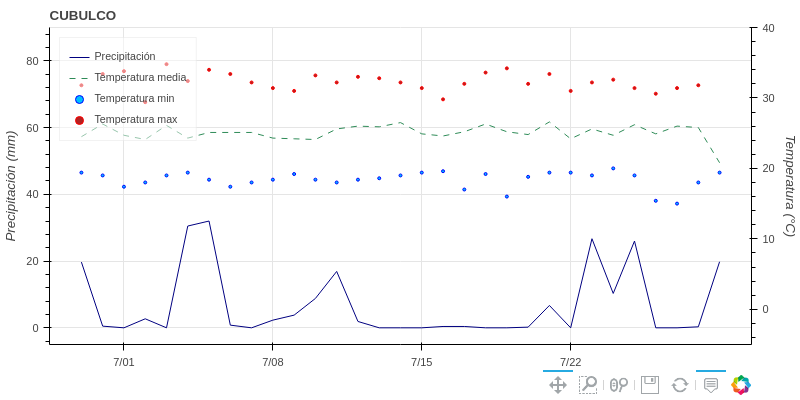 CUBULCO
Precipitación
Temperatura media
Temperatura min
Temperatura max
Precipitación (mm)
80
60
40
20
0
40
30
20
10
0
Temperatura (°C)
7/01
7/08
7/15
7/22